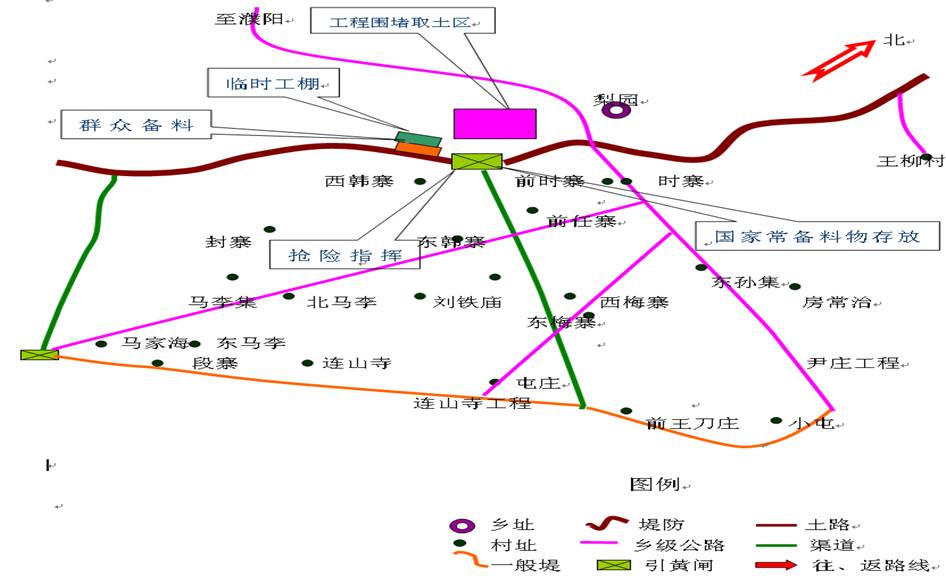 至濮阳
工程围堵取土区
北
临时工棚
梨园
群众备料
王柳村
西韩寨
前时寨
时寨
前任寨
国家常备料物存放
封寨
抢险指挥
东韩寨
东孙集
马李集
北马李
刘铁庙
西梅寨
房常治
东梅寨
马家海
东马李
段寨
连山寺
尹庄工程
屯庄
连山寺工程
前王刀庄
小屯
图例
乡址
堤防
土路
村址
乡级公路
渠道
一般堤
引黄闸
往、返路线